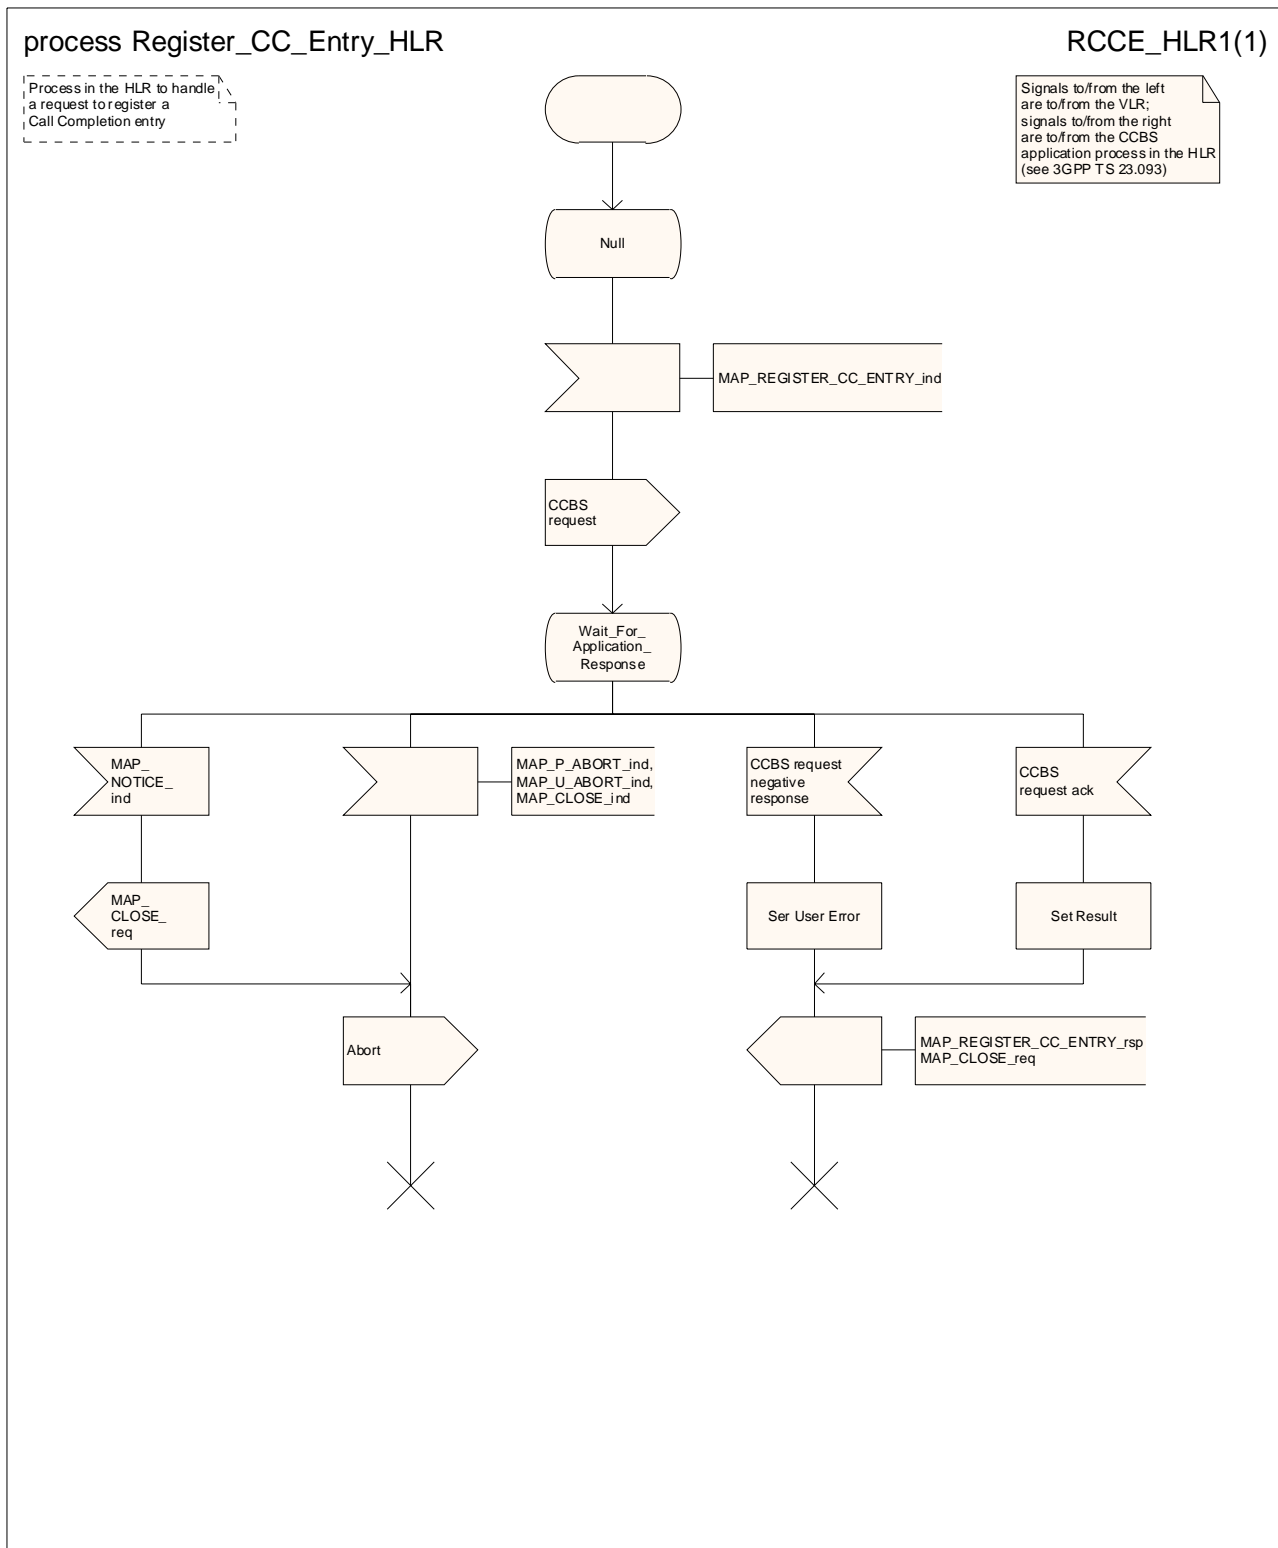 process Register_CC_Entry_HLR
RCCE_HLR1(1)
Process in the HLR to handle
a request to register a
Call Completion entry
Signals to/from the left
are to/from the VLR;
signals to/from the right
are to/from the CCBS
application process in the HLR
(see 3GPP TS 23.093)
Null
MAP_REGISTER_CC_ENTRY_ind
CCBS
request
Wait_For_
Application_
Response
MAP_
NOTICE_
ind
MAP_P_ABORT_ind,
MAP_U_ABORT_ind,
MAP_CLOSE_ind
CCBS request
negative
response
CCBS
request ack
MAP_
CLOSE_
req
Ser User Error
Set Result
Abort
MAP_REGISTER_CC_ENTRY_rsp
MAP_CLOSE_req